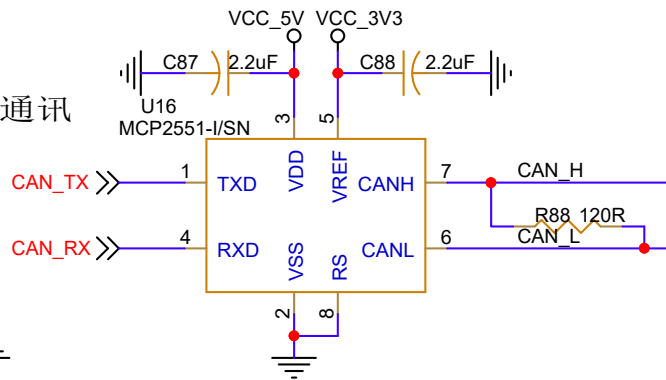 VCC_5V VCC_3V3
C87 2.2uF C88 2.2uF
通讯
U16
MCP2551-I/SN
3 5
CAN_TX 1 TXD VDD VREF CANH 7 CAN_H
R88 120R
CAN_RX 4 RXD VSS RS CANL 6 CAN_L
2 8